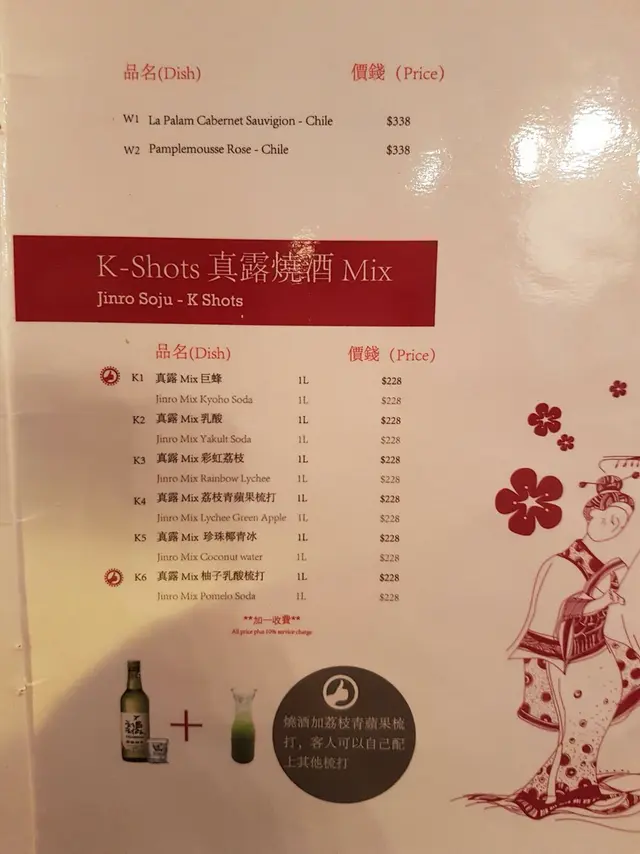 品名(Dish) 價錢 (Price)
W1 La Palam Cabernet Sauvigion - Chile $338
W2 Pamplemousse Rose - Chile $338
K-Shots 真露燒酒 Mix
Jinro Soju - K Shots
品名(Dish) 價錢 (Price)
K1 真露 Mix 巨蜂 1L $228
Jinro Mix Kyoho Soda 1L $228
K2 真露 Mix 乳酸 1L $228
Jinro Mix Yakult Soda 1L $228
K3 真露 Mix 彩虹荔枝 1L $228
Jinro Mix Rainbow Lychee 1L $228
K4 真露 Mix 荔枝青蘋果梳打 1L $228
Jinro Mix Lychee Green Apple 1L $228
K5 真露 Mix 珍珠椰青冰 1L $228
Jinro Mix Coconut water 1L $228
K6 真露 Mix 柚子乳酸梳打 1L $228
Jinro Mix Pomelo Soda 1L $228
**加一收費**
All price plus 10% service charge
燒酒加荔枝青蘋果梳
打，客人可以自己配
上其他梳打